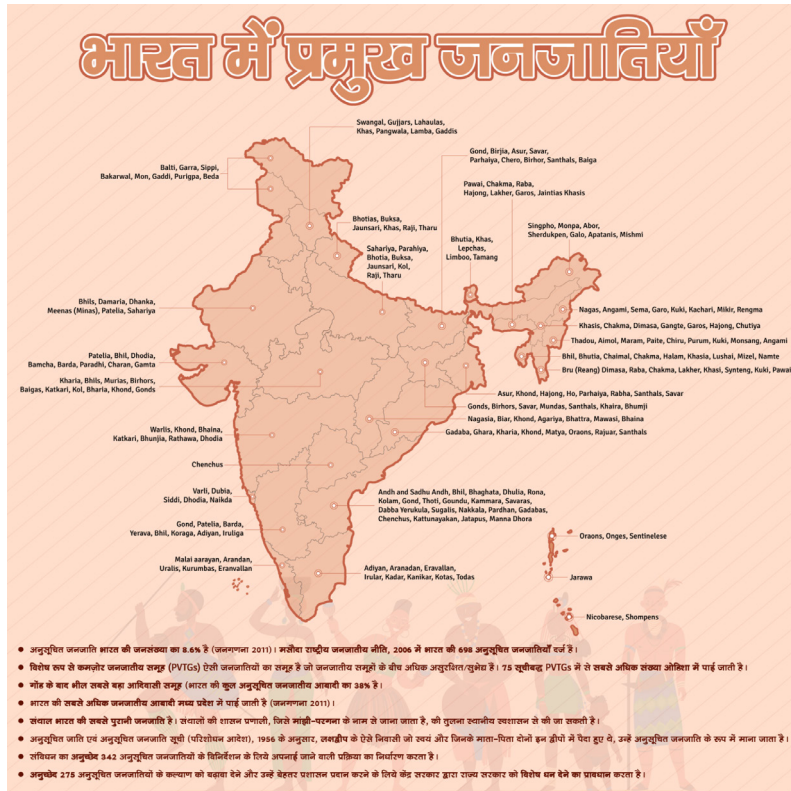 भारत में प्रमुख जनजातियाँ
Swangal, Gujjars, Lahaulas,
Khas, Pangwala, Lamba, Gaddis
Gond, Birjia, Asur, Savar,
Parhaiya, Chero, Birhor, Santhals, Baiga
Balti, Garra, Sippi,
Bakarwal, Mon, Gaddi, Purigpa, Beda
Pawai, Chakma, Raba,
Hajong, Lakher, Garos, Jaintias Khasis
Bhotias, Buksa,
Jaunsari, Khas, Raji, Tharu
Singpho, Monpa, Abor,
Sherdukpen, Galo, Apatanis, Mishmi
Bhutia, Khas,
Lepchas,
Limboo, Tamang
Sahariya, Parahiya,
Bhotia, Buksa,
Jaunsari, Kol,
Raji, Tharu
Bhils, Damaria, Dhanka,
Meenas (Minas), Patelia, Sahariya
Nagas, Angami, Sema, Garo, Kuki, Kachari, Mikir, Rengma
Khasis, Chakma, Dimasa, Gangte, Garos, Hajong, Chutiya
Thadou, Aimol, Maram, Paite, Chiru, Purum, Kuki, Monsang, Angami
Patelia, Bhil, Dhodia,
Bamcha, Barda, Paradhi, Charan, Gamta
Bhil, Bhutia, Chaimal, Chakma, Halam, Khasia, Lushai, Mizel, Namte
Bru (Reang) Dimasa, Raba, Chakma, Lakher, Khasi, Synteng, Kuki, Pawai
Kharia, Bhils, Murias, Birhors,
Baigas, Katkari, Kol, Bharia, Khond, Gonds
Asur, Khond, Hajong, Ho, Parhaiya, Rabha, Santhals, Savar
Gonds, Birhors, Savar, Mundas, Santhals, Khaira, Bhumji
Nagasia, Biar, Khond, Agariya, Bhattra, Mawasi, Bhaina
Gadaba, Ghara, Kharia, Khond, Matya, Oraons, Rajuar, Santhals
Warlis, Khond, Bhaina,
Katkari, Bhunjia, Rathawa, Dhodia
Chenchus
Varli, Dubia,
Siddi, Dhodia, Naikda
Andh and Sadhu Andh, Bhil, Bhaghata, Dhulia, Rona,
Kolam, Gond, Thoti, Goundu, Kammara, Savaras,
Dabba Yerukula, Sugalis, Nakkala, Pardhan, Gadabas,
Chenchus, Kattunayakan, Jatapus, Manna Dhora
Gond, Patelia, Barda,
Yerava, Bhil, Koraga, Adiyan, Iruliga
Oraons, Onges, Sentinelese
Malai aarayan, Arandan,
Uralis, Kurumbas, Eranvallan
Adiyan, Aranadan, Eravallan,
Irular, Kadar, Kanikar, Kotas, Todas
Jarawa
Nicobarese, Shompens
• अनुसूचित जनजाति भारत की जनसंख्या का 8.6% है (जनगणना 2011)। मसौदा राष्ट्रीय जनजातीय नीति, 2006 में भारत की 698 अनुसूचित जनजातियाँ दर्ज हैं।
• विशेष रूप से कमज़ोर जनजातीय समूह (PVTGs) ऐसी जनजातियों का समूह है जो जनजातीय समूहों के बीच अधिक असुरक्षित/सुभेद्य हैं। 75 सूचीबद्ध PVTGs में से सबसे अधिक संख्या ओडिशा में पाई जाती है।
• गोंड के बाद भील सबसे बड़ा आदिवासी समूह (भारत की कुल अनुसूचित जनजातीय आबादी का 38% है।
• भारत की सबसे अधिक जनजातीय आबादी मध्य प्रदेश में पाई जाती है (जनगणना 2011)।
• संथाल भारत की सबसे पुरानी जनजाति है। संथालों की शासन प्रणाली, जिसे मांझी-परगना के नाम से जाना जाता है, की तुलना स्थानीय स्वशासन से की जा सकती है।
• अनुसूचित जाति एवं अनुसूचित जनजाति सूची (परिशोधन आदेश), 1956 के अनुसार, लक्षद्वीप के ऐसे निवासी जो स्वयं और जिनके माता-पिता दोनों इन द्वीपों में पैदा हुए थे, उन्हें अनुसूचित जनजाति के रूप में माना जाता है।
• संविधन का अनुच्छेद 342 अनुसूचित जनजातियों के विनिर्देशन के लिये अपनाई जाने वाली प्रक्रिया का निर्धारण करता है।
• अनुच्छेद 275 अनुसूचित जनजातियों के कल्याण को बढ़ावा देने और उन्हें बेहतर प्रशासन प्रदान करने के लिये केंद्र सरकार द्वारा राज्य सरकार को विशेष धन देने का प्रावधान करता है।